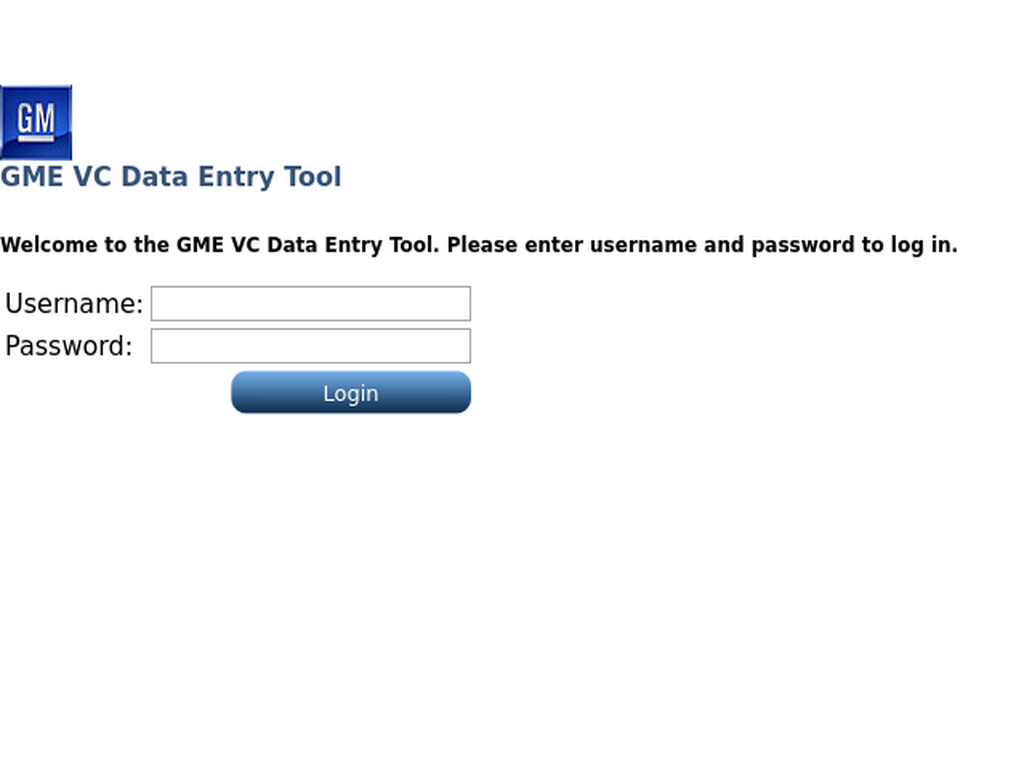 GM
GME VC Data Entry Tool
Welcome to the GME VC Data Entry Tool. Please enter username and password to log in.
Username:
Password:
Login